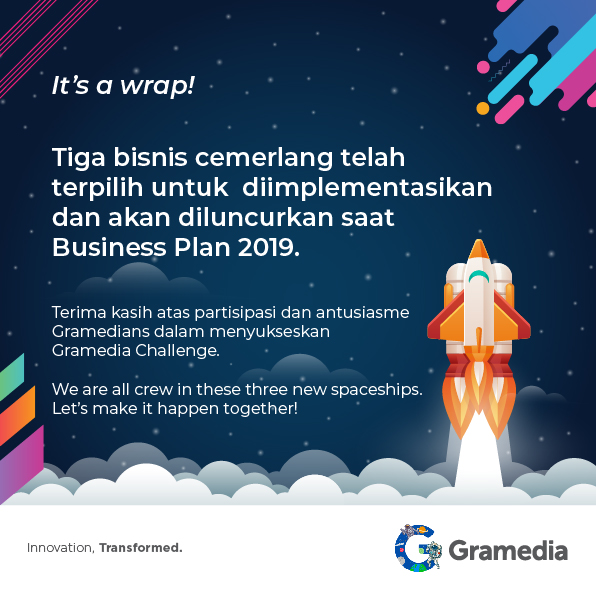 It's a wrap!
Tiga bisnis cemerlang telah
terpilih untuk diimplementasikan
dan akan diluncurkan saat
Business Plan 2019.
Terima kasih atas partisipasi dan antusiasme
Gramedians dalam menyukseskan
Gramedia Challenge.
We are all crew in these three new spaceships.
Let's make it happen together!
Innovation, Transformed.
Gramedia